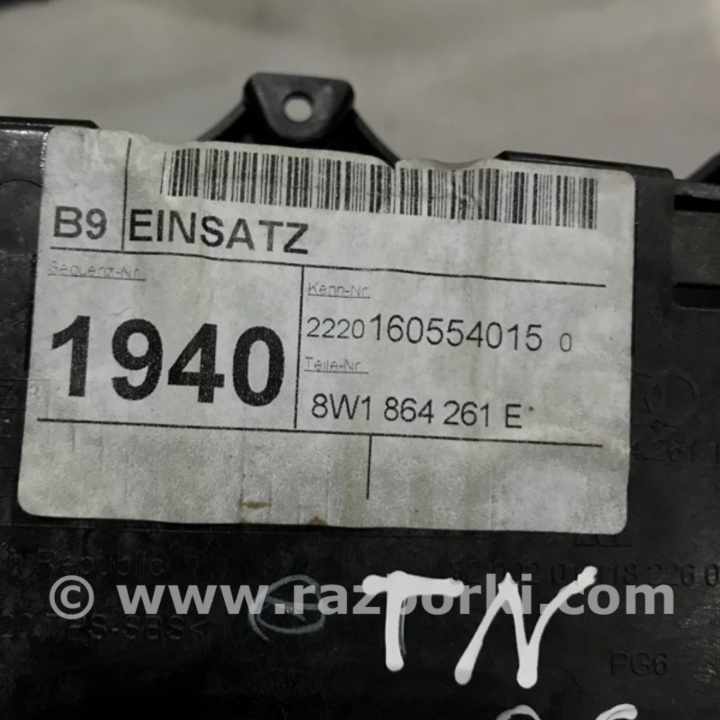 B9 EINSATZ
Sequenz-Nr.
Kenn-Nr.
1940
2220160554015 0
Teile-Nr.
8W1 864 261 E
Republic
© www.razborki.com
TN
PG6